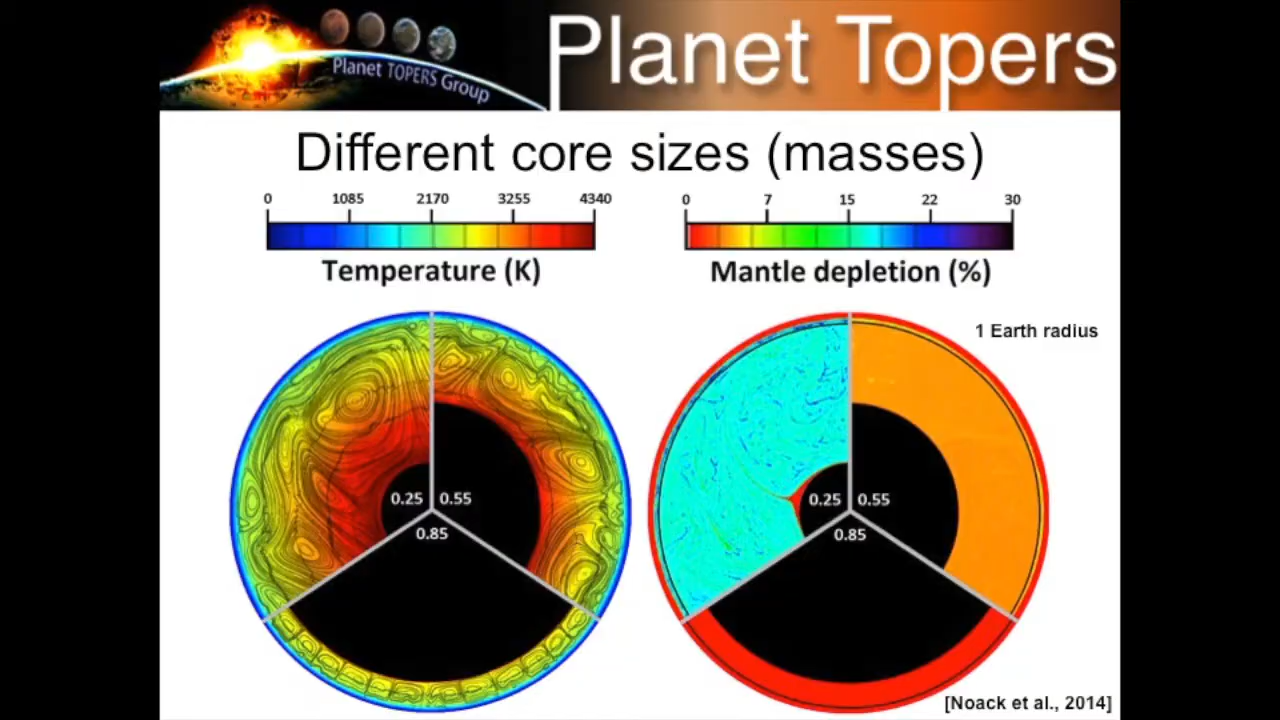 Planet TOPERS Group
Planet Topers
Different core sizes (masses)
0 1085 2170 3255 4340
Temperature (K)
0 7 15 22 30
Mantle depletion (%)
1 Earth radius
0.25 0.55
0.85
0.25 0.55
0.85
[Noack et al., 2014]